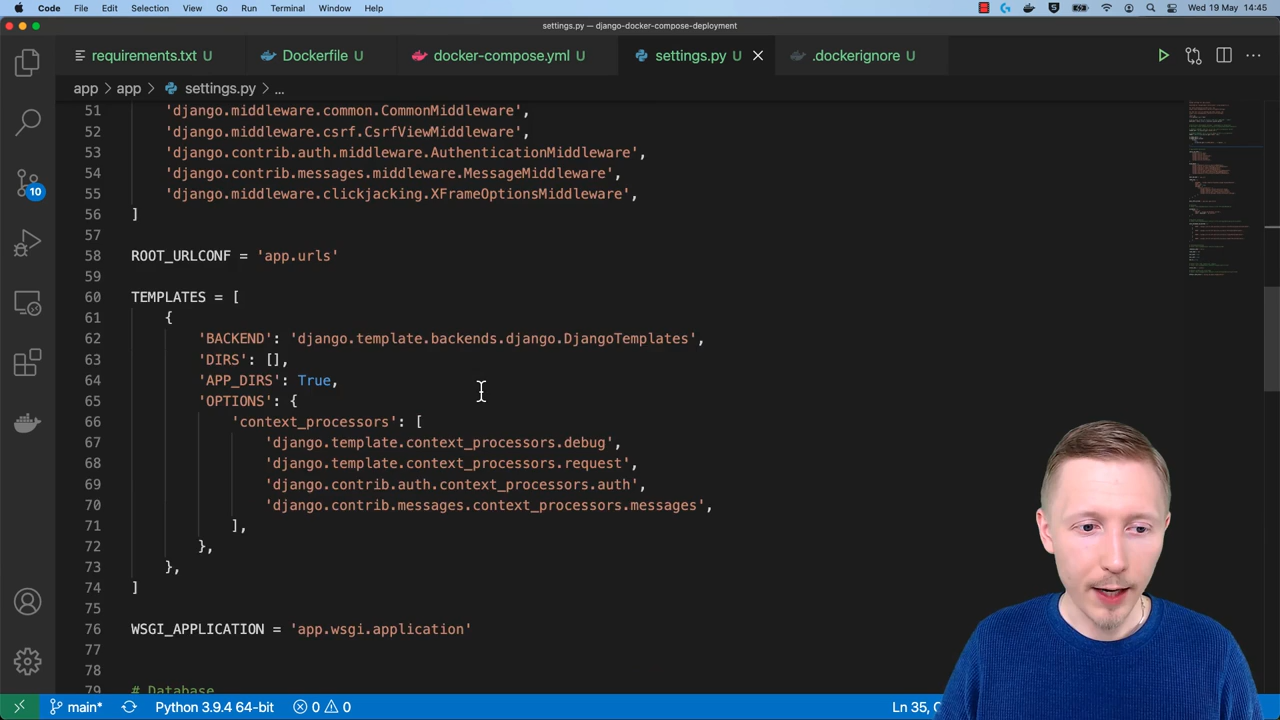 Code File Edit Selection View Go Run Terminal Window Help Wed 19 May 14:45
settings.py — django-docker-compose-deployment
requirements.txt U Dockerfile U docker-compose.yml U settings.py U .dockerignore U
app > app > settings.py > ...
51 'django.middleware.common.CommonMiddleware',
52 'django.middleware.csrf.CsrfViewMiddleware',
53 'django.contrib.auth.middleware.AuthenticationMiddleware',
54 'django.contrib.messages.middleware.MessageMiddleware',
55 'django.middleware.clickjacking.XFrameOptionsMiddleware',
56 ]
57
58 ROOT_URLCONF = 'app.urls'
59
60 TEMPLATES = [
61 {
62 'BACKEND': 'django.template.backends.django.DjangoTemplates',
63 'DIRS': [],
64 'APP_DIRS': True,
65 'OPTIONS': {
66 'context_processors': [
67 'django.template.context_processors.debug',
68 'django.template.context_processors.request',
69 'django.contrib.auth.context_processors.auth',
70 'django.contrib.messages.context_processors.messages',
71 ],
72 },
73 },
74 ]
75
76 WSGI_APPLICATION = 'app.wsgi.application'
77
78
79 # Database
10
main* Python 3.9.4 64-bit 0 0 Ln 35,